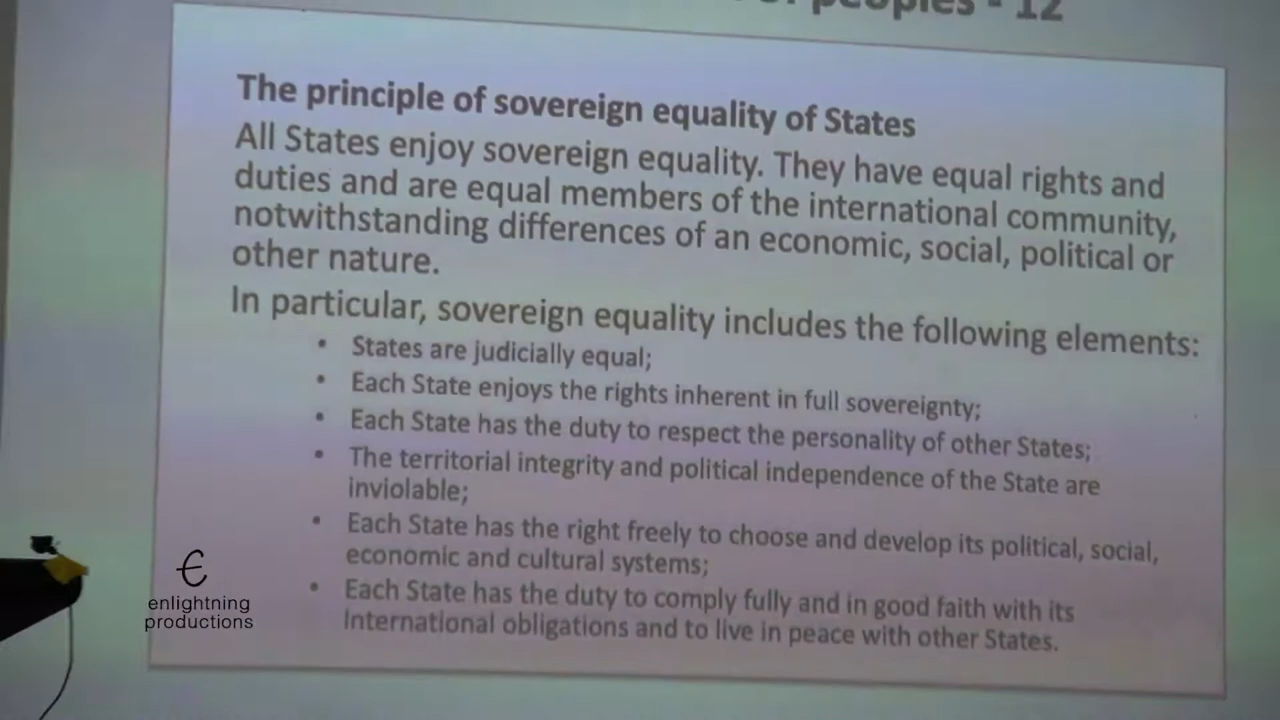 peoples - 12
The principle of sovereign equality of States
All States enjoy sovereign equality. They have equal rights and
duties and are equal members of the international community,
notwithstanding differences of an economic, social, political or
other nature.
In particular, sovereign equality includes the following elements:
• States are judicially equal;
• Each State enjoys the rights inherent in full sovereignty;
• Each State has the duty to respect the personality of other States;
• The territorial integrity and political independence of the State are
inviolable;
• Each State has the right freely to choose and develop its political, social,
economic and cultural systems;
• Each State has the duty to comply fully and in good faith with its
International obligations and to live in peace with other States.
enlightning
productions